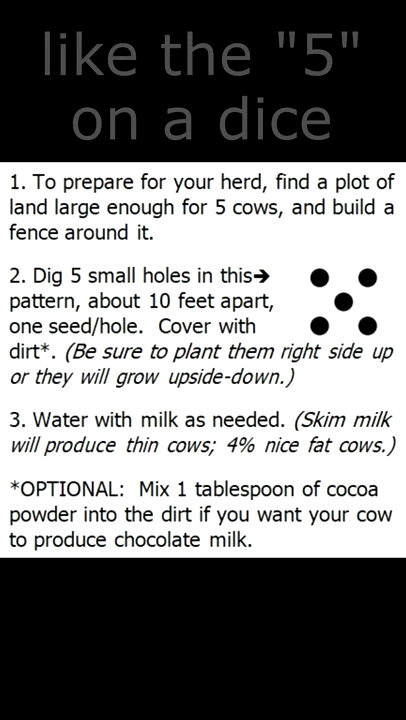 like the "5"
on a dice
1. To prepare for your herd, find a plot of
land large enough for 5 cows, and build a
fence around it.
2. Dig 5 small holes in this➔
pattern, about 10 feet apart,
one seed/hole.  Cover with
dirt*. (Be sure to plant them right side up
or they will grow upside-down.)
3. Water with milk as needed. (Skim milk
will produce thin cows; 4% nice fat cows.)
*OPTIONAL:  Mix 1 tablespoon of cocoa
powder into the dirt if you want your cow
to produce chocolate milk.